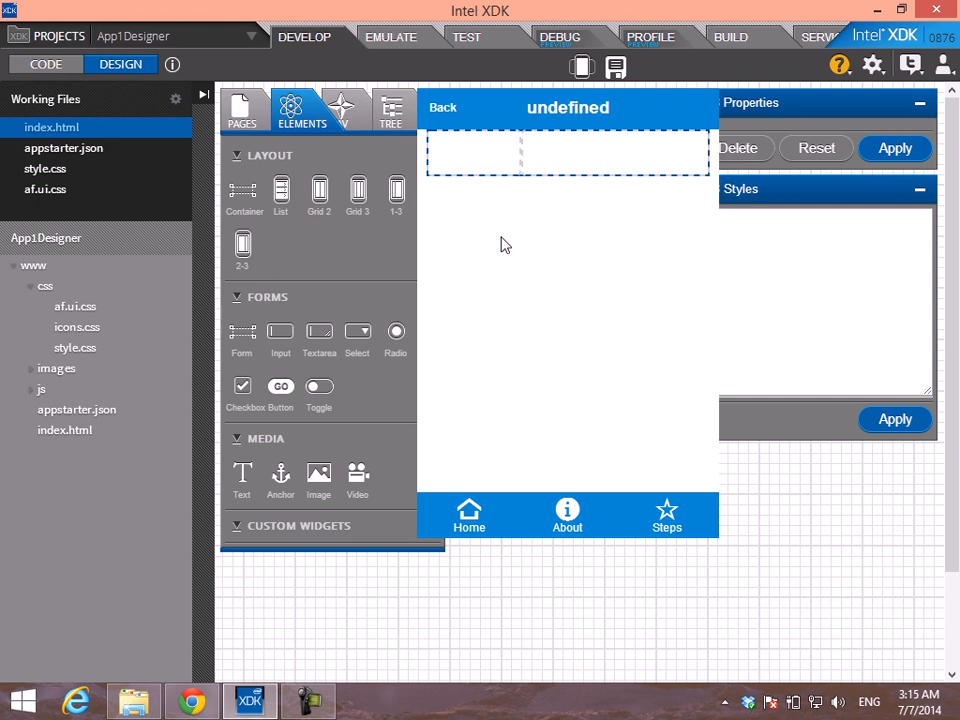 Intel XDK
XDK PROJECTS App1Designer DEVELOP EMULATE TEST DEBUG PREVIEW PROFILE PREVIEW BUILD Intel XDK 0876
CODE DESIGN
Working Files
index.html
appstarter.json
style.css
af.ui.css
App1Designer
www
css
af.ui.css
icons.css
style.css
images
js
appstarter.json
index.html
PAGES ELEMENTS TREE
LAYOUT
Container List Grid 2 Grid 3 1-3
2-3
FORMS
Form Input Textarea Select Radio
GO
Checkbox Button Toggle
MEDIA
T
Text Anchor Image Video
CUSTOM WIDGETS
Back undefined
Home About Steps
Properties
Delete Reset Apply
Styles
Apply
XDK ENG 3:15 AM
7/7/2014